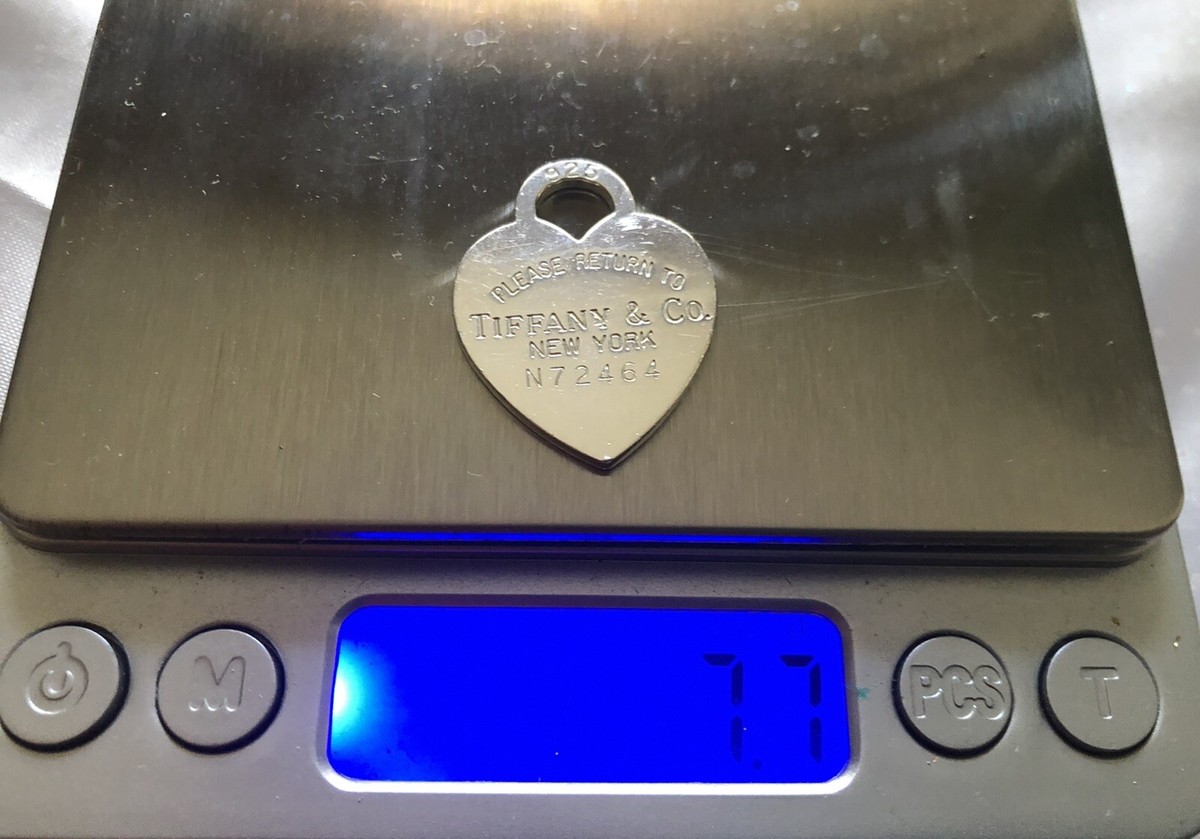 925
PLEASE RETURN TO
TIFFANY & CO.
NEW YORK
N72464
7.7
M
PCS
T